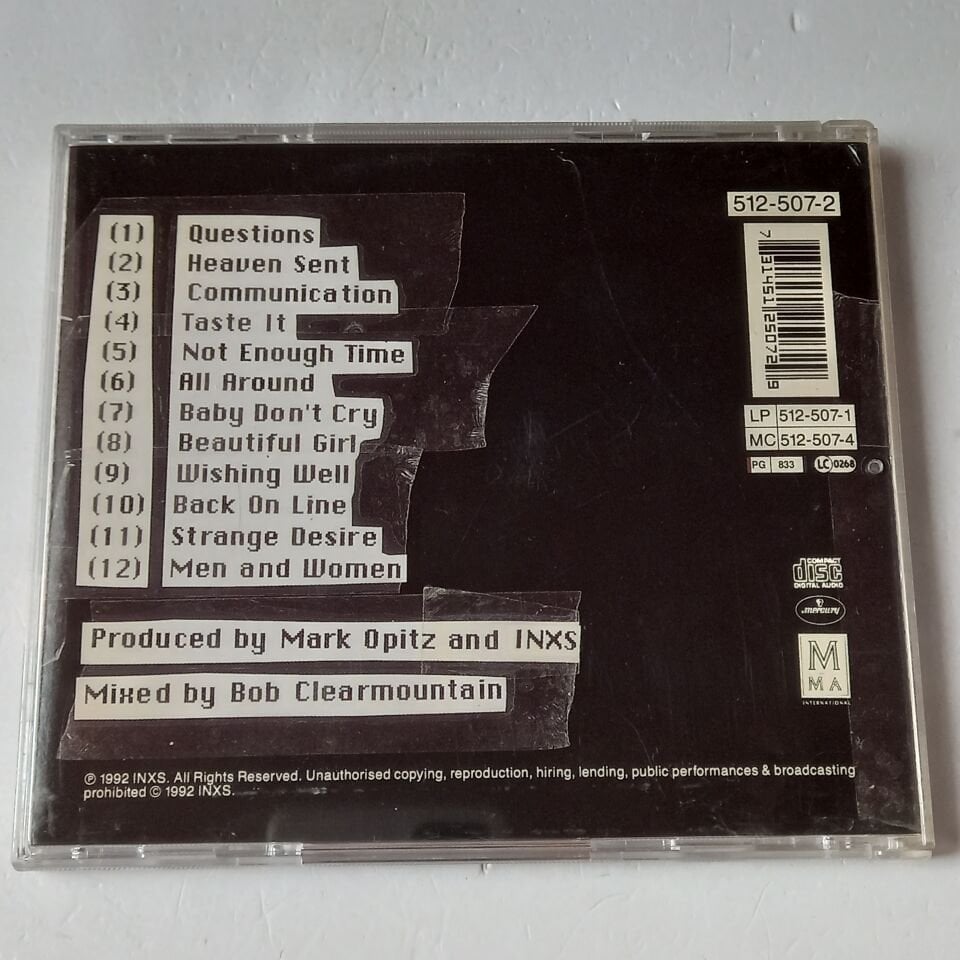 (1) Questions
(2) Heaven Sent
(3) Communication
(4) Taste It
(5) Not Enough Time
(6) All Around
(7) Baby Don't Cry
(8) Beautiful Girl
(9) Wishing Well
(10) Back On Line
(11) Strange Desire
(12) Men and Women
Produced by Mark Opitz and INXS
Mixed by Bob Clearmountain
℗ 1992 INXS. All Rights Reserved. Unauthorised copying, reproduction, hiring, lending, public performances & broadcasting
prohibited © 1992 INXS.
512-507-2
7 31451 25072 9
LP 512-507-1
MC 512-507-4
PG 833 LC 0268
COMPACT
disc
DIGITAL AUDIO
mercury
M
MA
INTERNATIONAL